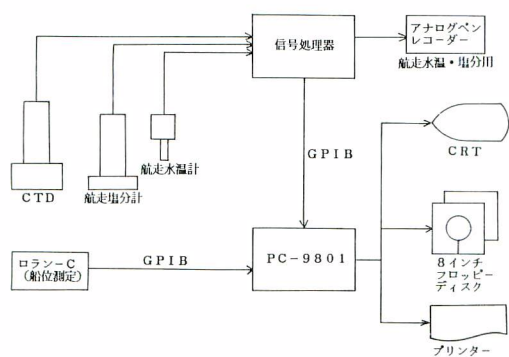 信号処理器
アナログペン
レコーダー
航走水温・塩分用
CTD
航走塩分計
航走水温計
GPIB
CRT
ロラン-C
(船位測定)
GPIB
PC-9801
8インチ
フロッピー
ディスク
プリンター